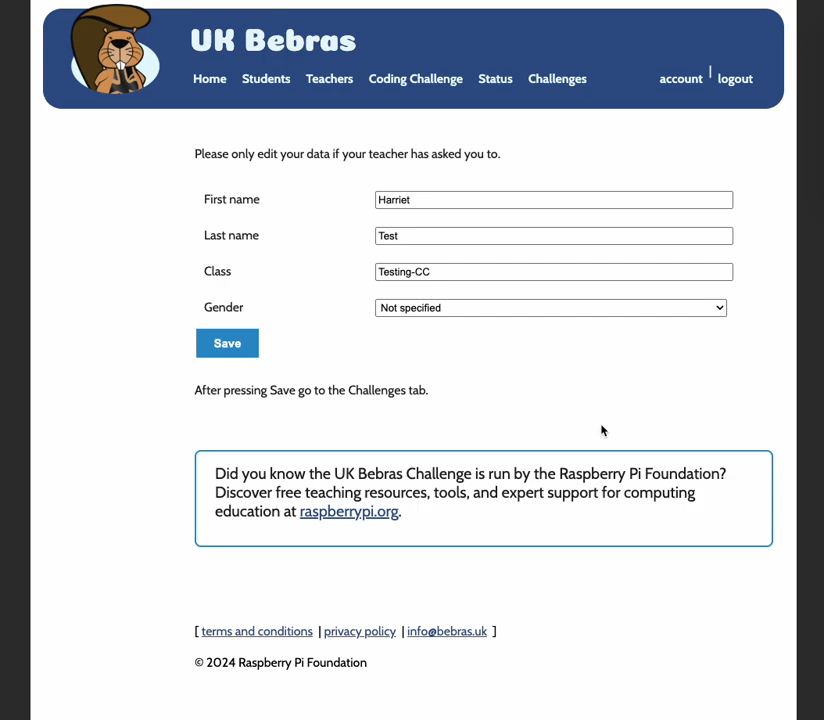 UK Bebras
Home Students Teachers Coding Challenge Status Challenges account | logout
Please only edit your data if your teacher has asked you to.
First name Harriet
Last name Test
Class Testing-CC
Gender Not specified
Save
After pressing Save go to the Challenges tab.
Did you know the UK Bebras Challenge is run by the Raspberry Pi Foundation?
Discover free teaching resources, tools, and expert support for computing
education at raspberrypi.org.
[ terms and conditions | privacy policy | info@bebras.uk ]
© 2024 Raspberry Pi Foundation